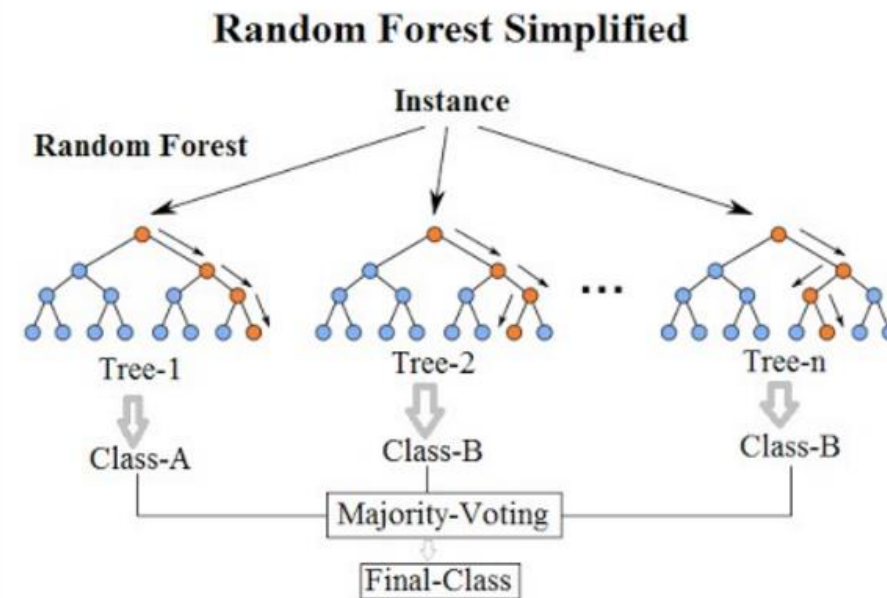 Random Forest Simplified
Instance
Random Forest
...
Tree-1
Tree-2
Tree-n
Class-A
Class-B
Class-B
Majority-Voting
Final-Class